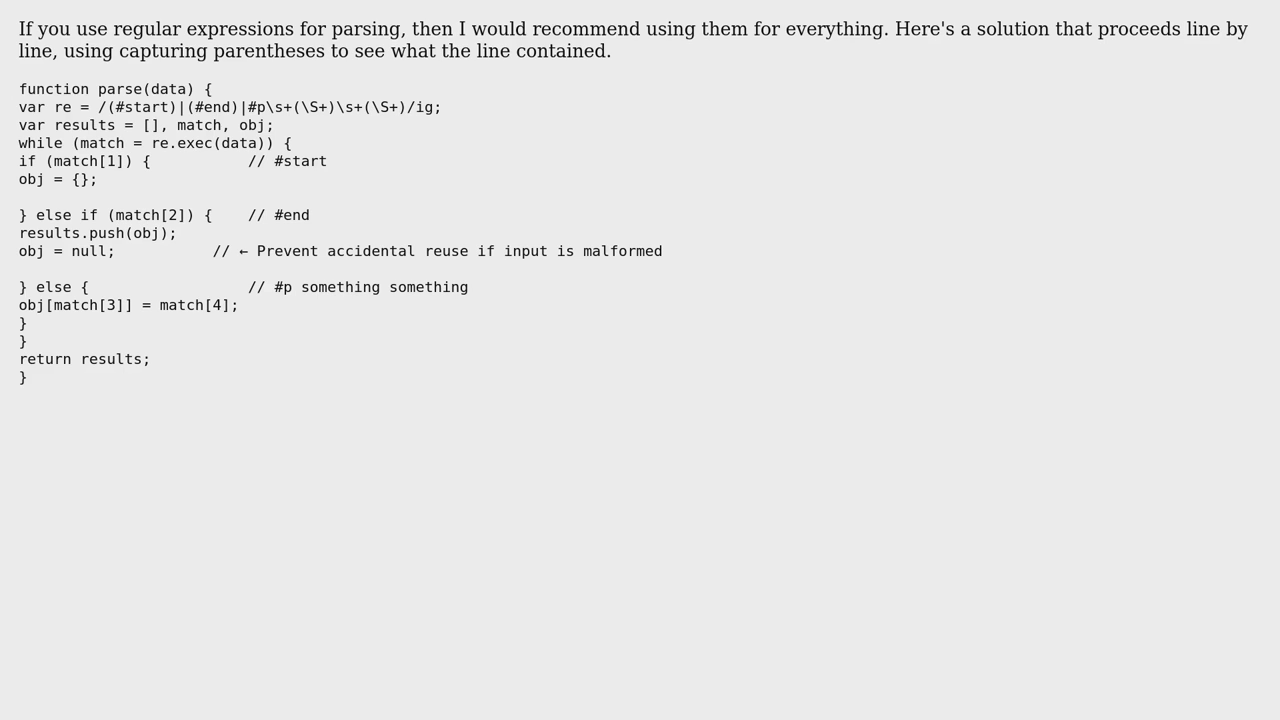 If you use regular expressions for parsing, then I would recommend using them for everything. Here's a solution that proceeds line by
line, using capturing parentheses to see what the line contained.
function parse(data) {
var re = /(#start)|(#end)|#p\s+(\S+)\s+(\S+)/ig;
var results = [], match, obj;
while (match = re.exec(data)) {
if (match[1]) {           // #start
obj = {};
} else if (match[2]) {    // #end
results.push(obj);
obj = null;           // ← Prevent accidental reuse if input is malformed
} else {                  // #p something something
obj[match[3]] = match[4];
}
}
return results;
}